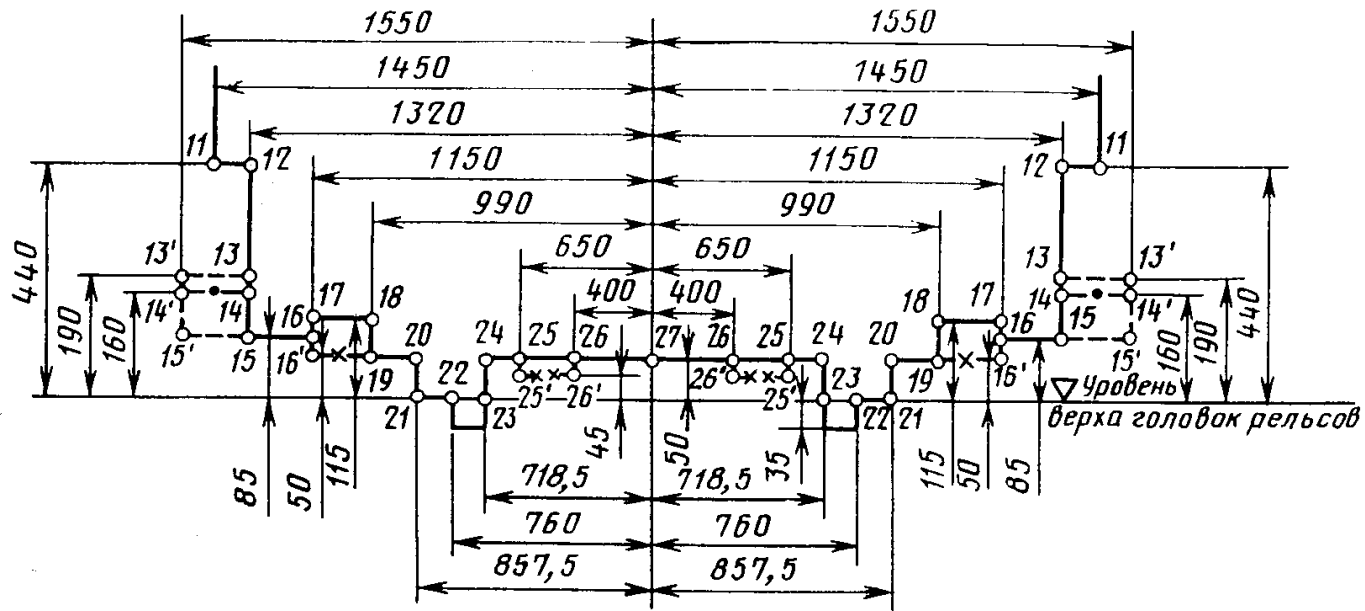 1550 1550
1450 1450
1320 1320
11 12 1150 1150 12 11
990 990
13' 13 650 650 13 13'
440 190 160 14' 14 16 17 18 400 400 18 17 16 14 14' 160 190 440
15' 15 16' 20 24 25 26 27 26 25 24 20 15 15'
19 22 25' 26' 26' 25' 23 19 16' Уровень
21 23 22 21 верха головок рельсов
85 50 115 45 50 35 115 50 85
718,5 718,5
760 760
857,5 857,5